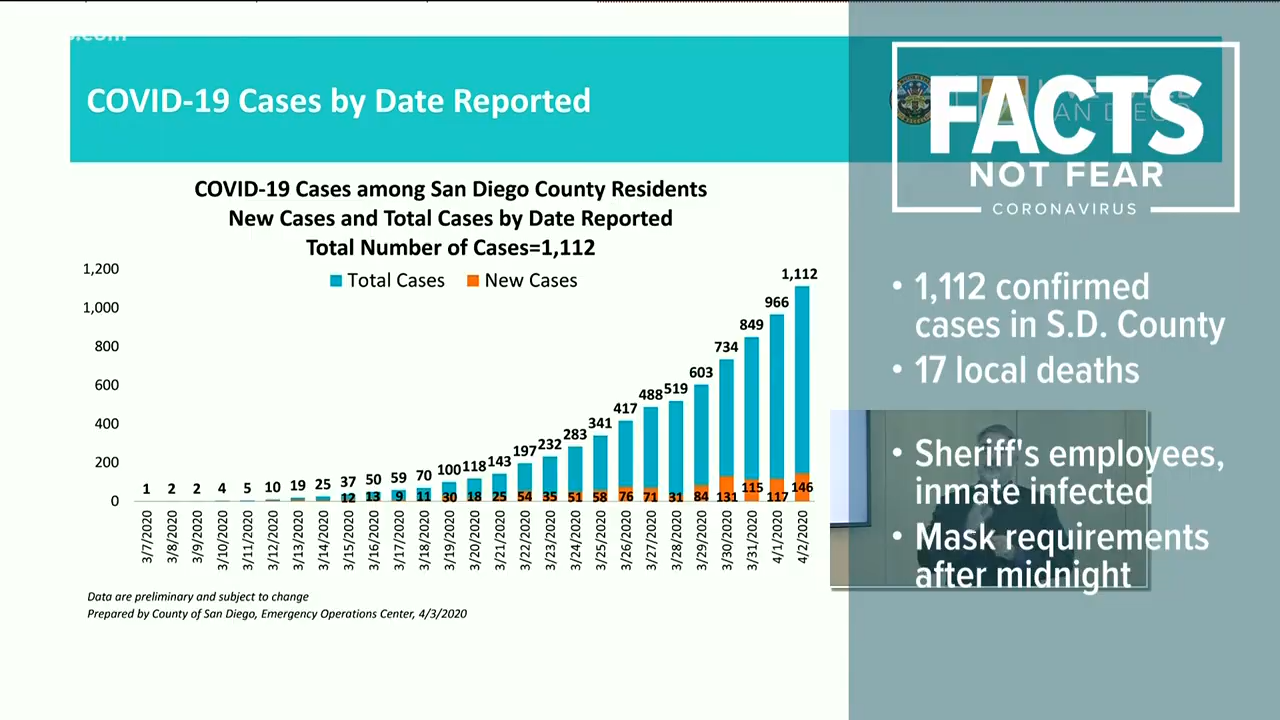 .com
COVID-19 Cases by Date Reported
COVID-19 Cases among San Diego County Residents
New Cases and Total Cases by Date Reported
Total Number of Cases=1,112
Total Cases New Cases
1,200
1,000
800
600
400
200
0
1 2 2 4 5 10 19 25 37 50 59 70 100 118 143 197 232 283 341 417 488 519 603 734 849 966 1,112
12 13 9 11 30 18 25 54 35 51 58 76 71 31 84 131 115 117 146
3/7/2020 3/8/2020 3/9/2020 3/10/2020 3/11/2020 3/12/2020 3/13/2020 3/14/2020 3/15/2020 3/16/2020 3/17/2020 3/18/2020 3/19/2020 3/20/2020 3/21/2020 3/22/2020 3/23/2020 3/24/2020 3/25/2020 3/26/2020 3/27/2020 3/28/2020 3/29/2020 3/30/2020 3/31/2020 4/1/2020 4/2/2020
Data are preliminary and subject to change
Prepared by County of San Diego, Emergency Operations Center, 4/3/2020
FACTS
NOT FEAR
CORONAVIRUS
• 1,112 confirmed
cases in S.D. County
• 17 local deaths
• Sheriff's employees,
inmate infected
• Mask requirements
after midnight